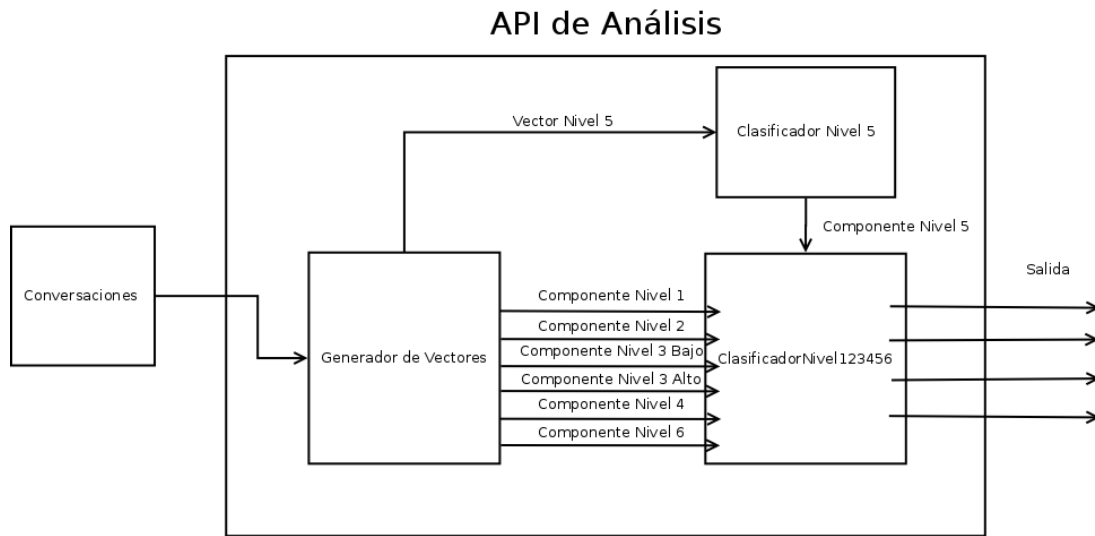 API de Análisis
Vector Nivel 5
Clasificador Nivel 5
Componente Nivel 5
Conversaciones
Generador de Vectores
Componente Nivel 1
Componente Nivel 2
Componente Nivel 3 Bajo
Componente Nivel 3 Alto
Componente Nivel 4
Componente Nivel 6
ClasificadorNivel123456
Salida